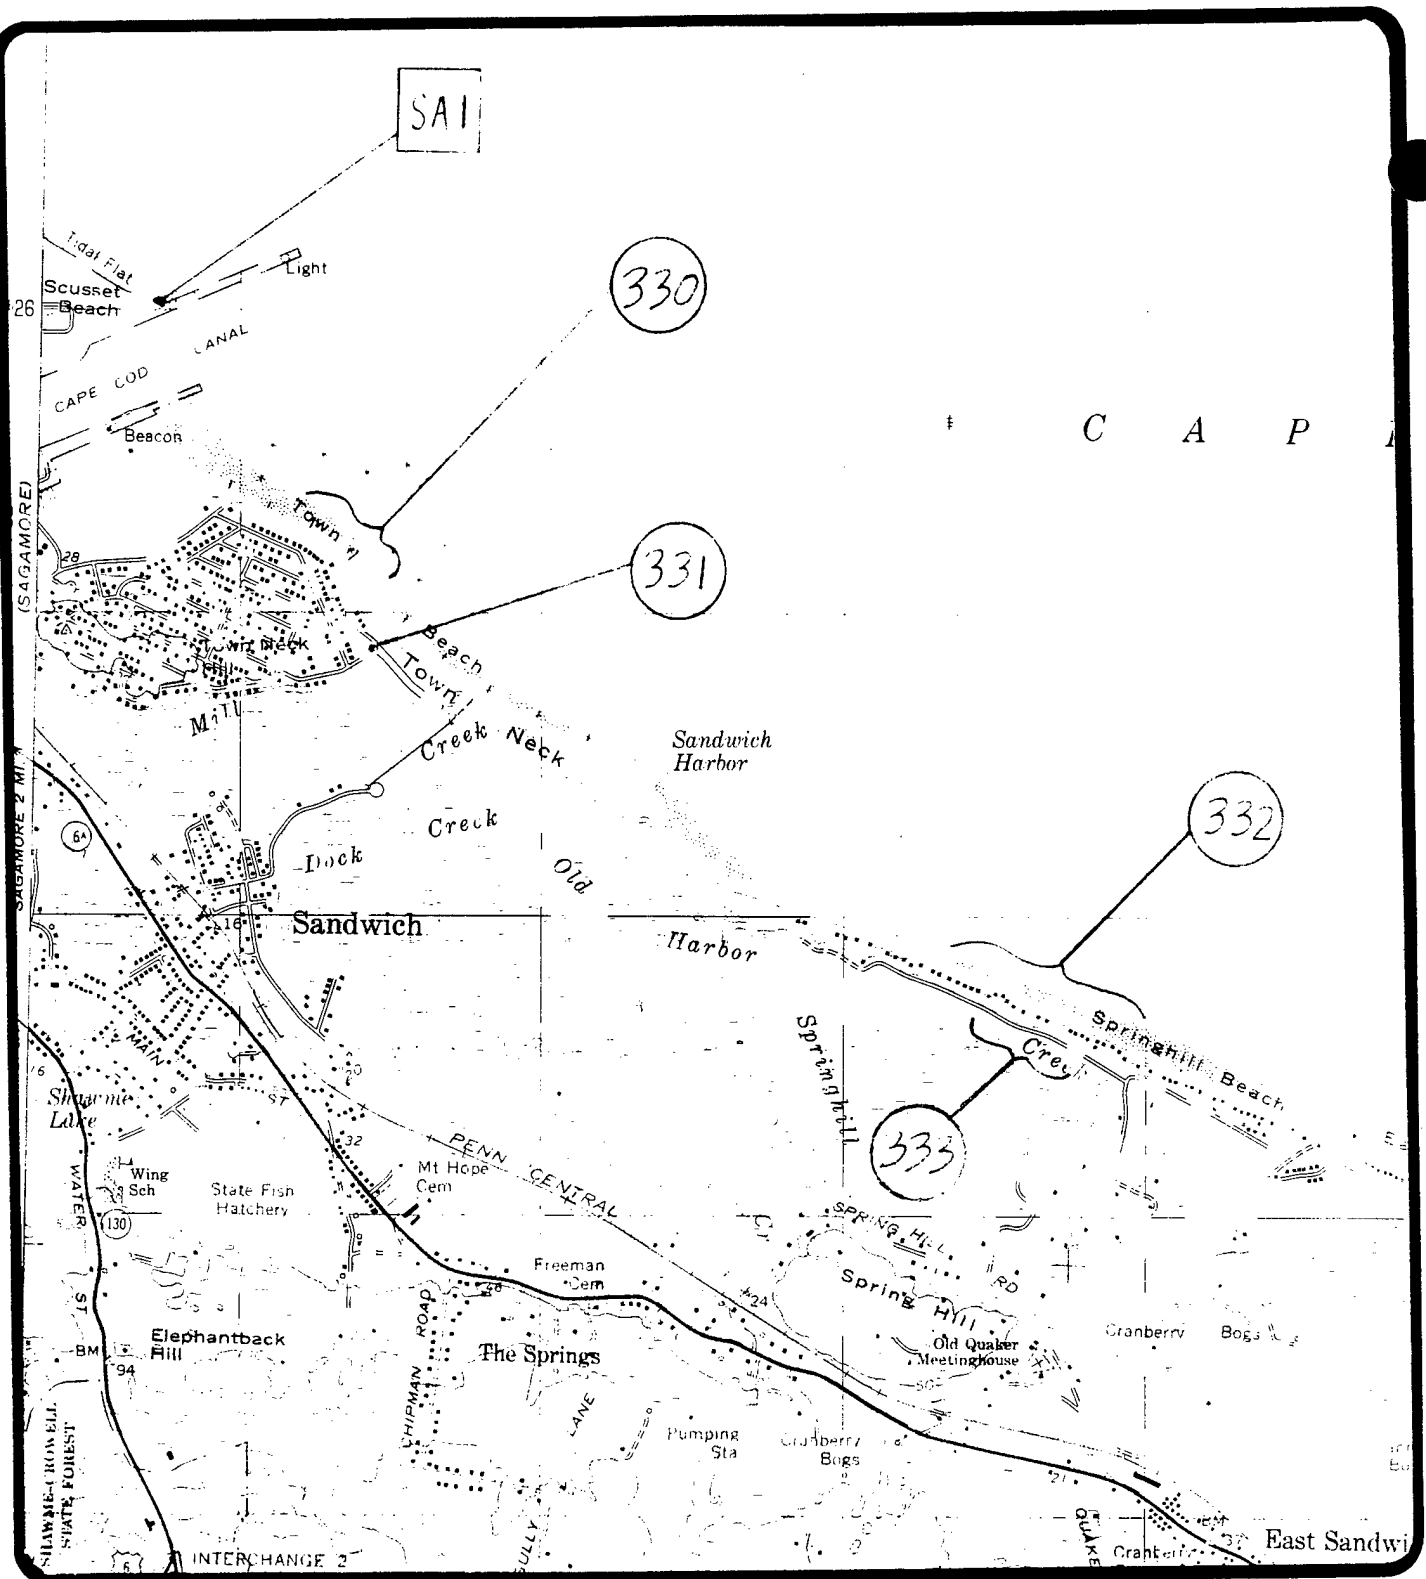 SA1
Tidal Flat
Light
Scusset
Beach
26
330
CANAL
CAPE COD
Beacon
C A P
(SAGAMORE)
Town
28
331
Beach
Town Neck
Hill
Town
Mill
Creek
Neck
Sandwich
Harbor
SAGAMORE 2 MI.
332
6A
Creek
Dock
Old
16
Sandwich
Harbor
Springhill Beach
Springhill
MAIN
ST
16
20
Shawme
Lake
32
333
PENN CENTRAL
Mt Hope
Cem
Wing
Sch
State Fish
Hatchery
WATER
ST
130
SPRING HILL
RD
Freeman
Cem
Spring Hill
24
CHIPMAN ROAD
Elephantback
Hill
BM
94
The Springs
Old Quaker
Meetinghouse
Cranberry Bogs
50
LANE
Pumping
Sta
Cranberry
Bogs
SHAWME-CROWELL
STATE FOREST
21
QUAKE
BM
37
East Sandwi
INTERCHANGE 2
6